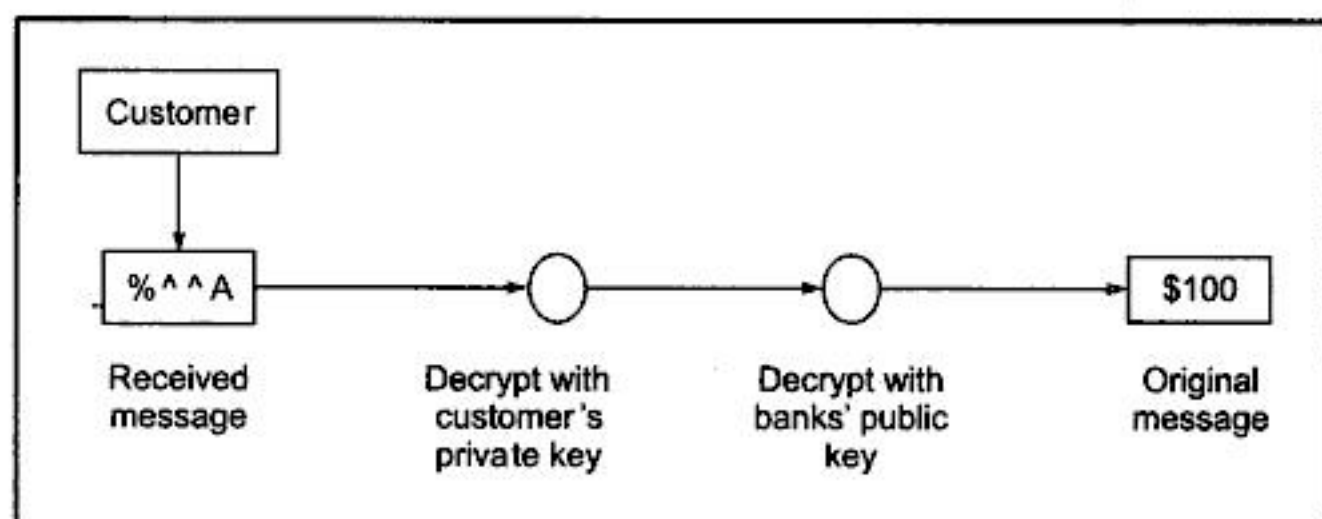 Customer
%^^A
$100
Received
message
Decrypt with
customer's
private key
Decrypt with
banks' public
key
Original
message